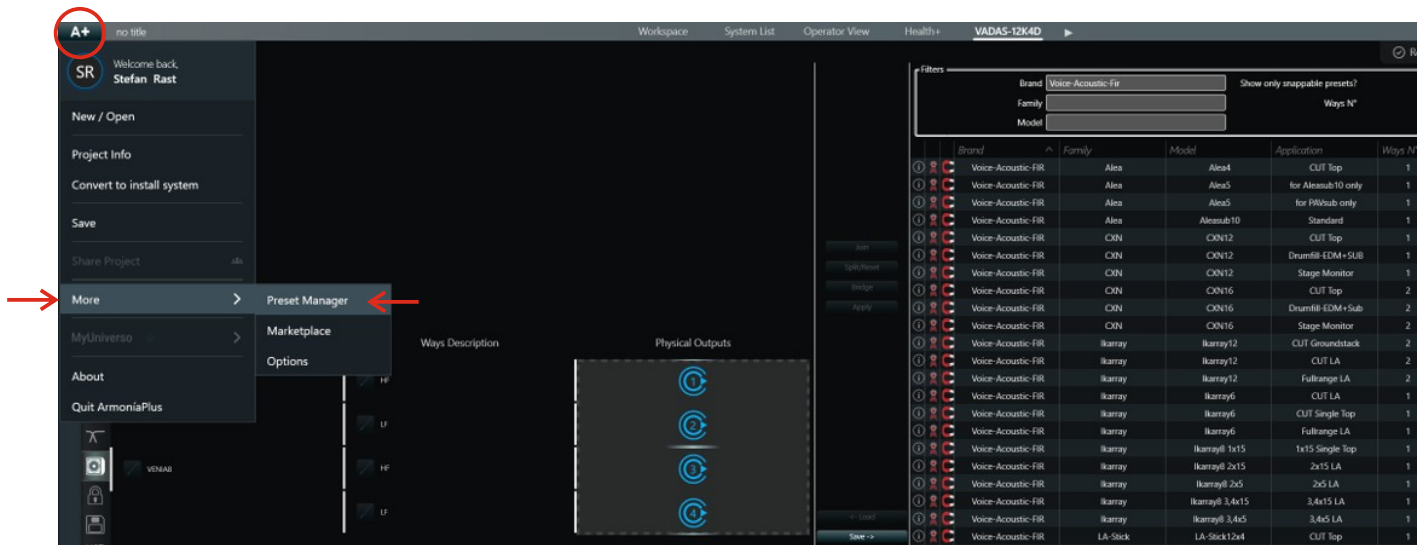 A+ no title Workspace System List Operator View Health+ VADAS-12K4D
SR Welcome back,
Stefan Rast
New / Open
Project Info
Convert to install system
Save
Share Project
More
Preset Manager
MyUniverso
Marketplace
Options
About
Quit ArmoníaPlus
VENIA8
Ways Description
HF
LF
HF
LF
Physical Outputs
1
2
3
4
Join
Split/Reset
Bridge
Apply
<- Load
Save ->
Filters
Brand Voice-Acoustic-Fir Show only snappable presets?
Family Ways N°
Model
Brand Family Model Application Ways N°
Voice-Acoustic-FIR Alea Alea4 CUT Top 1
Voice-Acoustic-FIR Alea Alea5 for Aleasub10 only 1
Voice-Acoustic-FIR Alea Alea5 for PAVsub only 1
Voice-Acoustic-FIR Alea Aleasub10 Standard 1
Voice-Acoustic-FIR CXN CXN12 CUT Top 1
Voice-Acoustic-FIR CXN CXN12 Drumfill-EDM+SUB 1
Voice-Acoustic-FIR CXN CXN12 Stage Monitor 1
Voice-Acoustic-FIR CXN CXN16 CUT Top 2
Voice-Acoustic-FIR CXN CXN16 Drumfill-EDM+Sub 2
Voice-Acoustic-FIR CXN CXN16 Stage Monitor 2
Voice-Acoustic-FIR Ikarray Ikarray12 CUT Groundstack 2
Voice-Acoustic-FIR Ikarray Ikarray12 CUT LA 2
Voice-Acoustic-FIR Ikarray Ikarray12 Fullrange LA 2
Voice-Acoustic-FIR Ikarray Ikarray6 CUT LA 1
Voice-Acoustic-FIR Ikarray Ikarray6 CUT Single Top 1
Voice-Acoustic-FIR Ikarray Ikarray6 Fullrange LA 1
Voice-Acoustic-FIR Ikarray Ikarray8 1x15 1x15 Single Top 1
Voice-Acoustic-FIR Ikarray Ikarray8 2x15 2x15 LA 1
Voice-Acoustic-FIR Ikarray Ikarray8 2x5 2x5 LA 1
Voice-Acoustic-FIR Ikarray Ikarray8 3,4x15 3,4x15 LA 1
Voice-Acoustic-FIR Ikarray Ikarray8 3,4x5 3,4x5 LA 1
Voice-Acoustic-FIR LA-Stick LA-Stick12x4 CUT Top 1